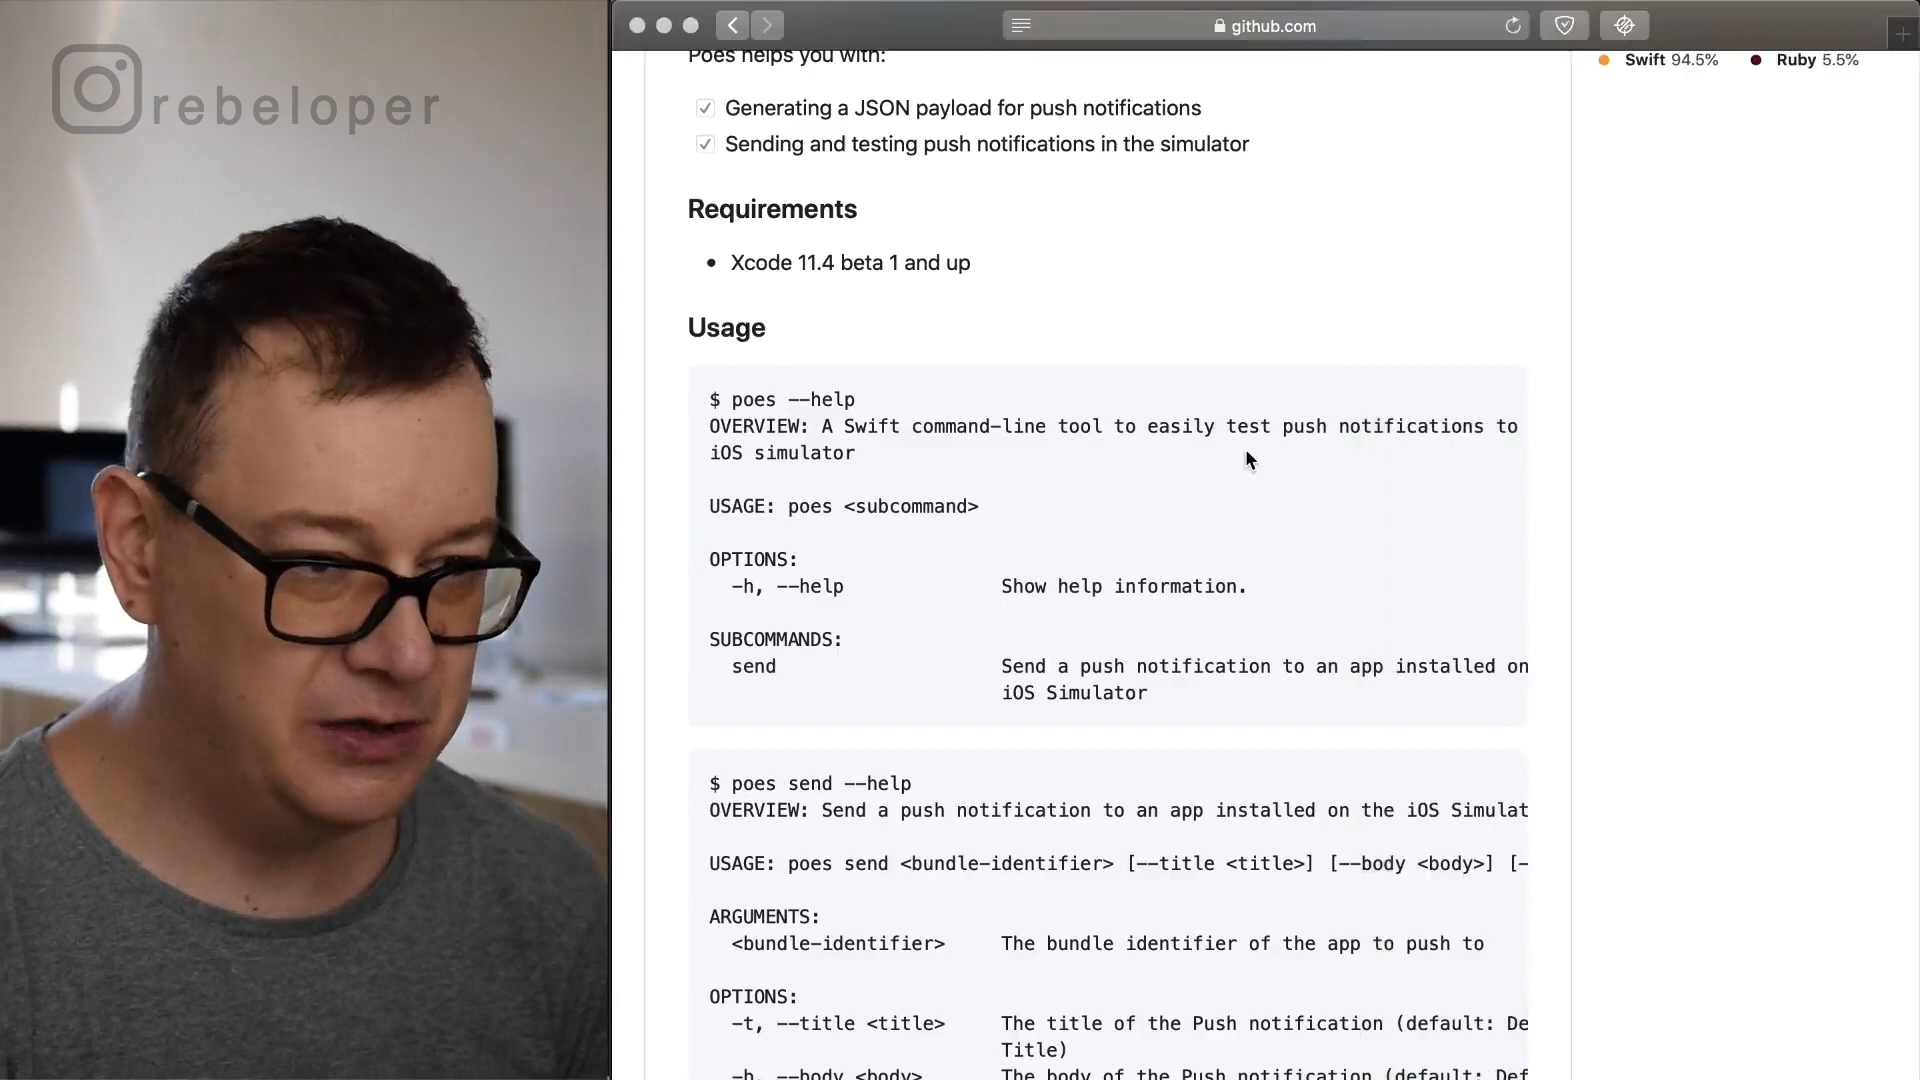 rebeloper
github.com
Poes helps you with:
Swift 94.5% Ruby 5.5%
Generating a JSON payload for push notifications
Sending and testing push notifications in the simulator
Requirements
Xcode 11.4 beta 1 and up
Usage
$ poes --help
OVERVIEW: A Swift command-line tool to easily test push notifications to
iOS simulator
USAGE: poes <subcommand>
OPTIONS:
-h, --help Show help information.
SUBCOMMANDS:
send Send a push notification to an app installed on
iOS Simulator
$ poes send --help
OVERVIEW: Send a push notification to an app installed on the iOS Simulat
USAGE: poes send <bundle-identifier> [--title <title>] [--body <body>] [-
ARGUMENTS:
<bundle-identifier> The bundle identifier of the app to push to
OPTIONS:
-t, --title <title> The title of the Push notification (default: De
Title)
-b, --body <body> The body of the Push notification (default: Def